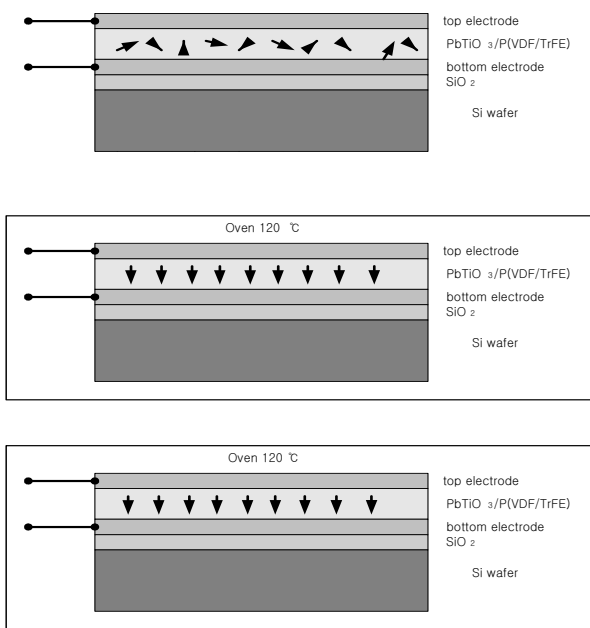 top electrode
PbTiO 3/P(VDF/TrFE)
bottom electrode
SiO 2
Si wafer
Oven 120 ℃
top electrode
PbTiO 3/P(VDF/TrFE)
bottom electrode
SiO 2
Si wafer
Oven 120 ℃
top electrode
PbTiO 3/P(VDF/TrFE)
bottom electrode
SiO 2
Si wafer